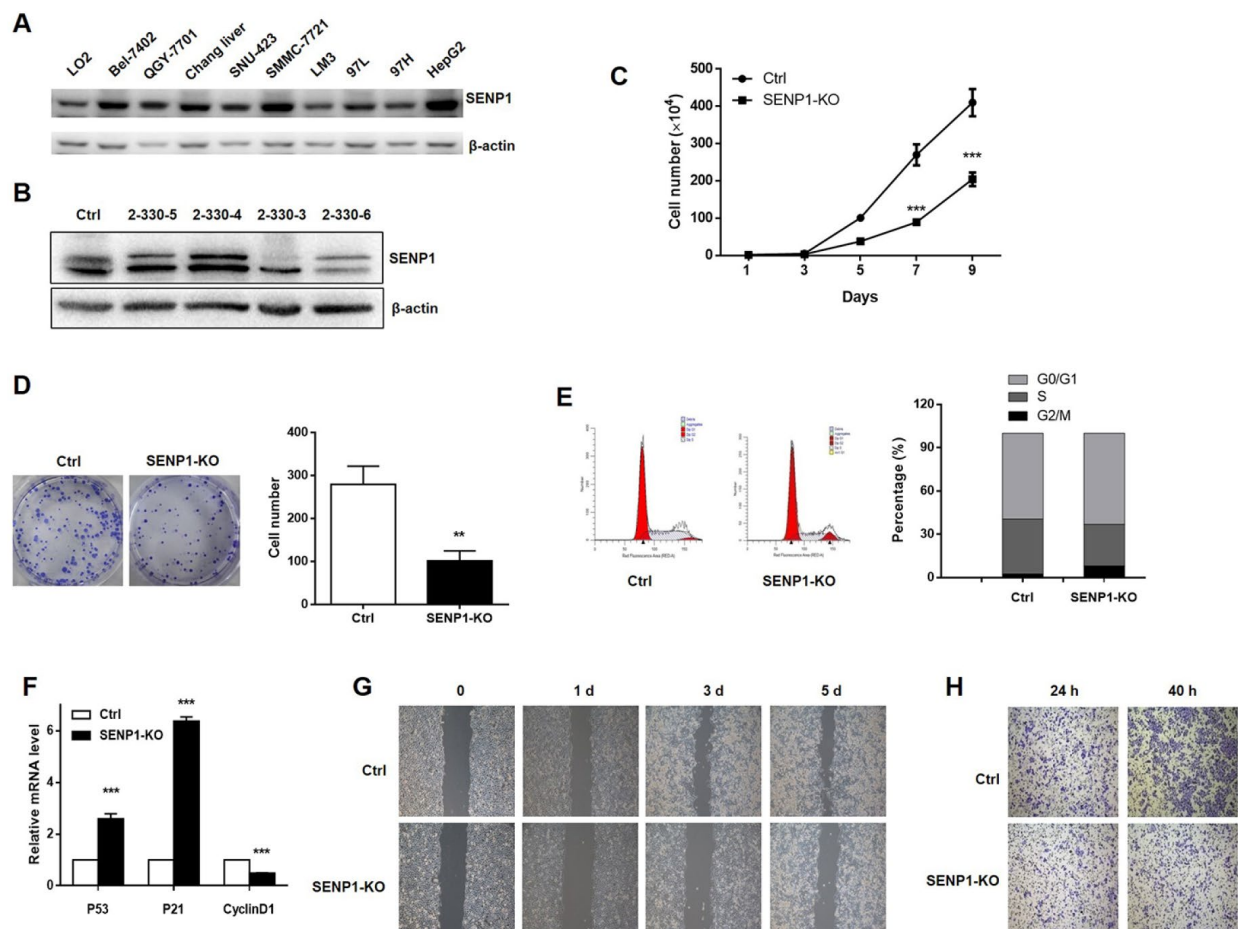 A
LO2 Bel-7402 QGY-7701 Chang liver SNU-423 SMMC-7721 LM3 97L 97H HepG2
SENP1
β-actin
B
Ctrl 2-330-5 2-330-4 2-330-3 2-330-6
SENP1
β-actin
C
Ctrl
SENP1-KO
Cell number (×10⁴)
500
400
300
200
100
0
***
***
1 3 5 7 9
Days
D
Ctrl SENP1-KO
Cell number
400
300
200
100
0
**
Ctrl SENP1-KO
E
Ctrl SENP1-KO
G0/G1
S
G2/M
Percentage (%)
120
90
60
30
0
Ctrl SENP1-KO
F
Ctrl
SENP1-KO
Relative mRNA level
6
4
2
0
***
***
***
P53 P21 CyclinD1
G
0 1 d 3 d 5 d
Ctrl
SENP1-KO
H
24 h 40 h
Ctrl
SENP1-KO